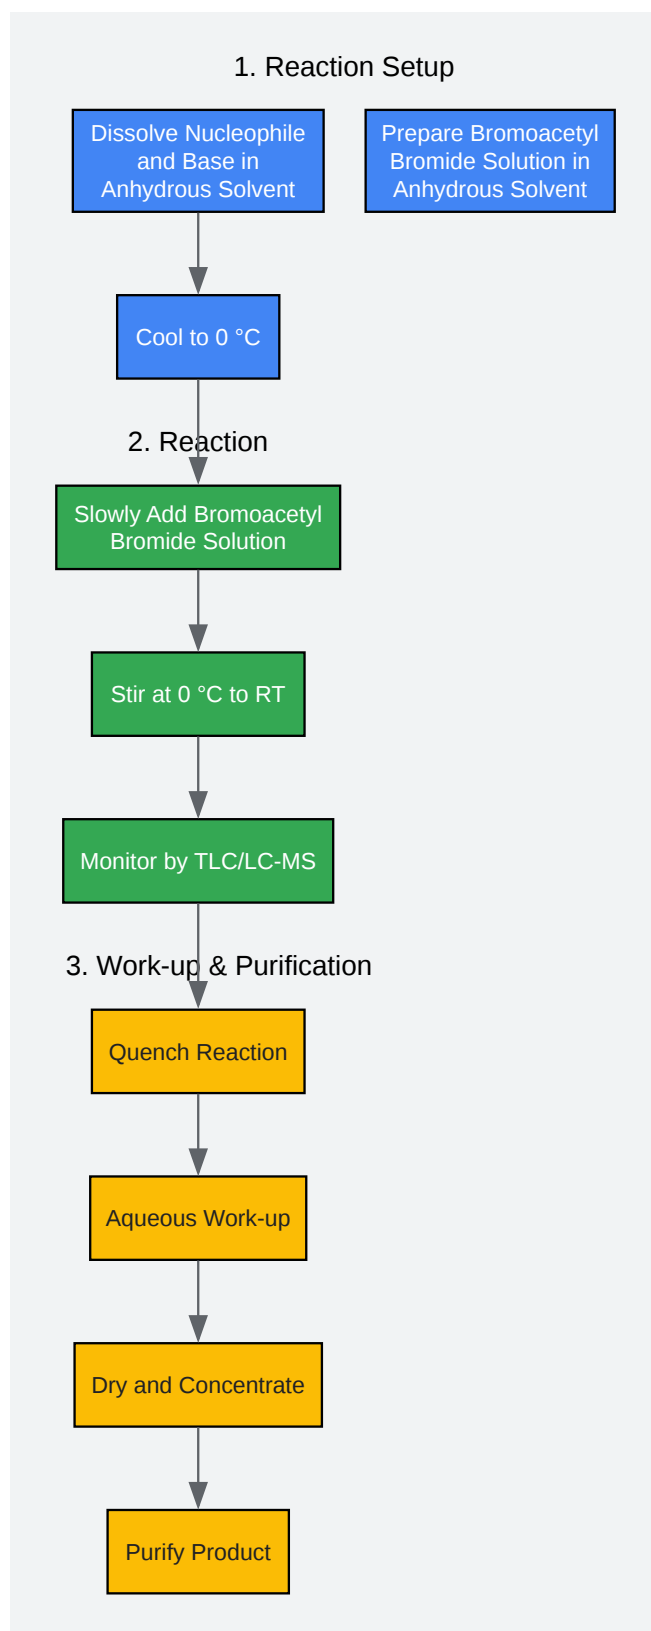 1. Reaction Setup
Dissolve Nucleophile
and Base in
Anhydrous Solvent
Prepare Bromoacetyl
Bromide Solution in
Anhydrous Solvent
Cool to 0 °C
2. Reaction
Slowly Add Bromoacetyl
Bromide Solution
Stir at 0 °C to RT
Monitor by TLC/LC-MS
3. Work-up & Purification
Quench Reaction
Aqueous Work-up
Dry and Concentrate
Purify Product